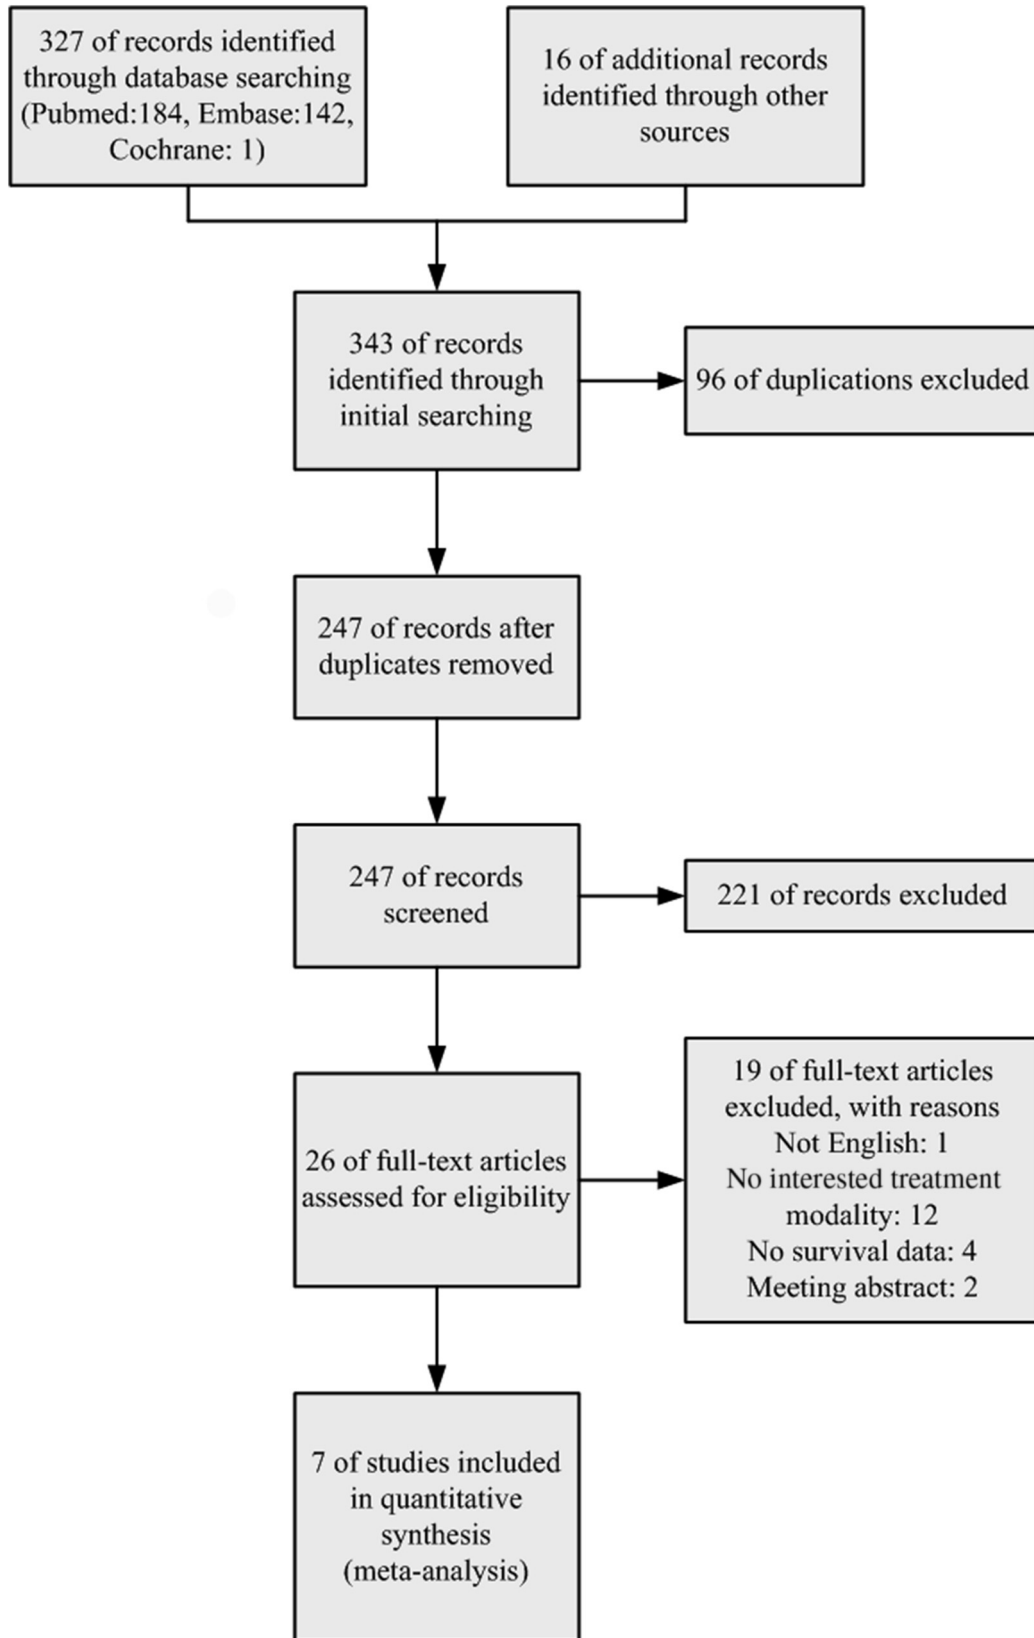 327 of records identified
through database searching
(Pubmed:184, Embase:142,
Cochrane: 1)
16 of additional records
identified through other
sources
343 of records
identified through
initial searching
96 of duplications excluded
247 of records after
duplicates removed
247 of records
screened
221 of records excluded
26 of full-text articles
assessed for eligibility
19 of full-text articles
excluded, with reasons
Not English: 1
No interested treatment
modality: 12
No survival data: 4
Meeting abstract: 2
7 of studies included
in quantitative
synthesis
(meta-analysis)